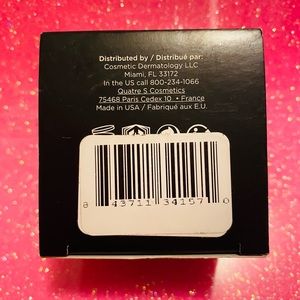 Distributed by / Distribué par:
Cosmetic Dermatology LLC
Miami, FL 33172
In the US call 800-234-1066
Quatre S Cosmetics
75468 Paris Cedex 10 • France
Made in USA / Fabriqué aux E.U.
8 43711 34157 0